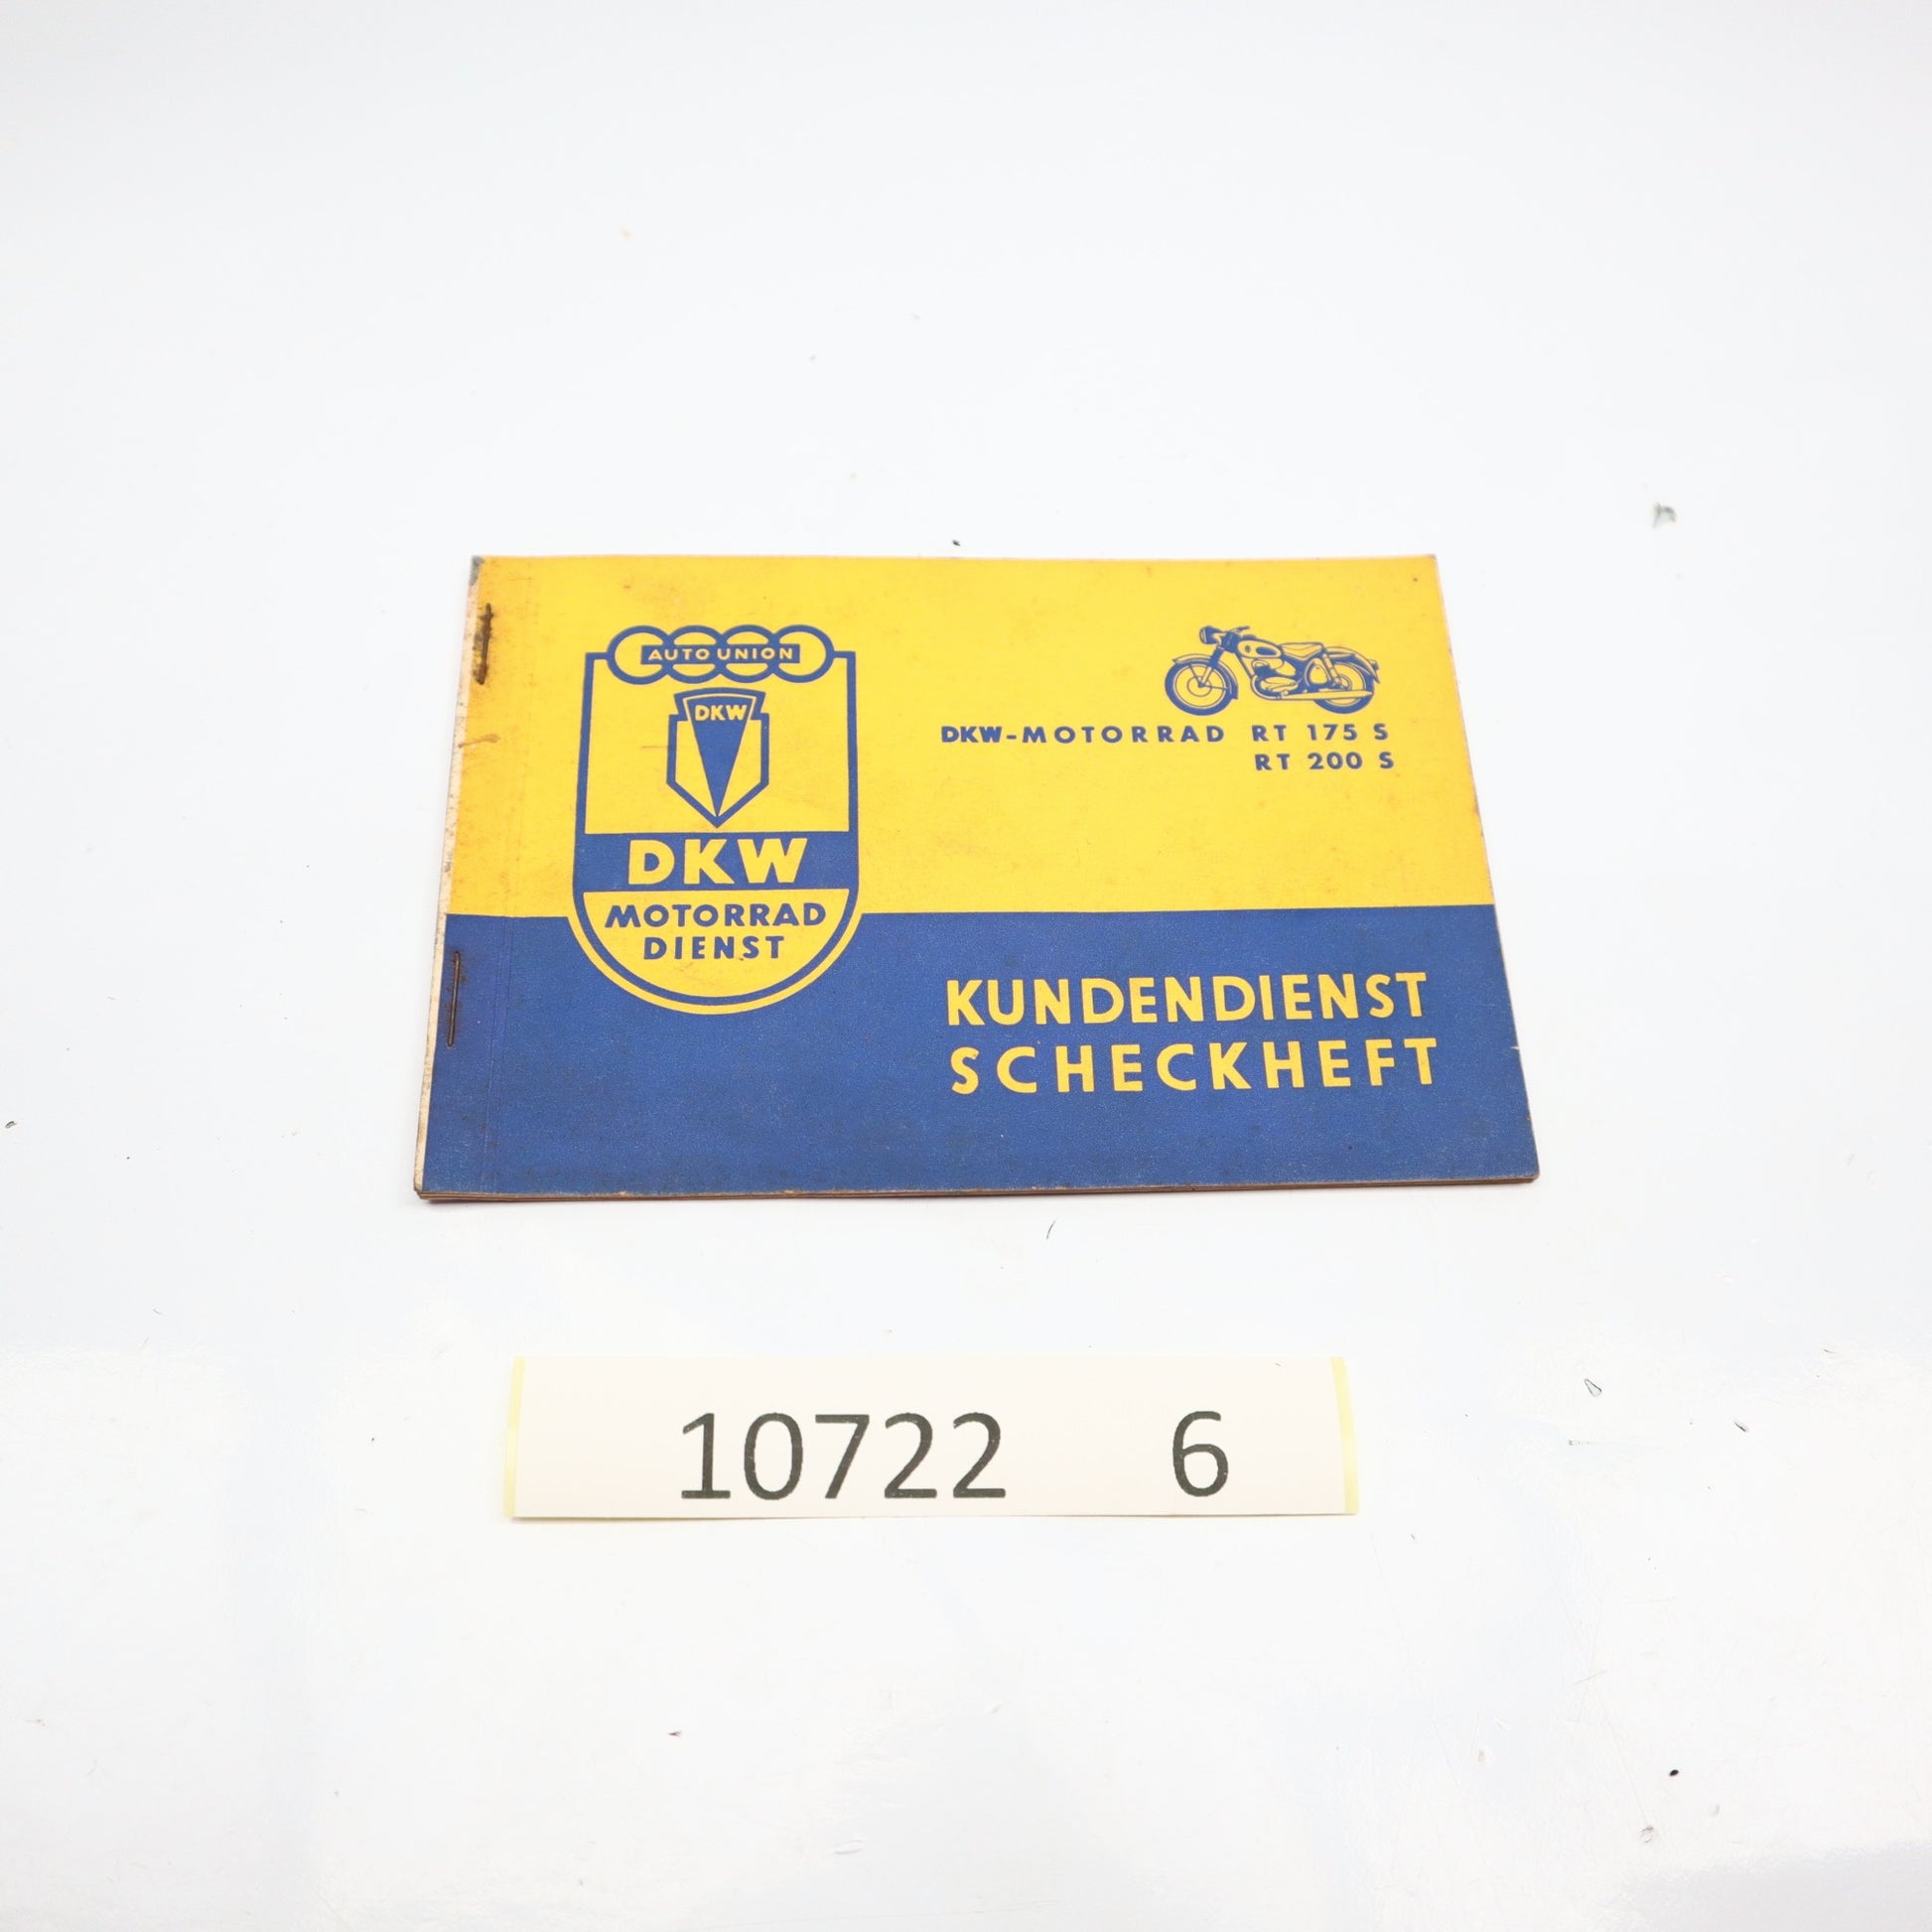 AUTO UNION
DKW
DKW
MOTORRAD
DIENST
DKW-MOTORRAD RT 175 S
RT 200 S
KUNDENDIENST
SCHECKHEFT
10722 6